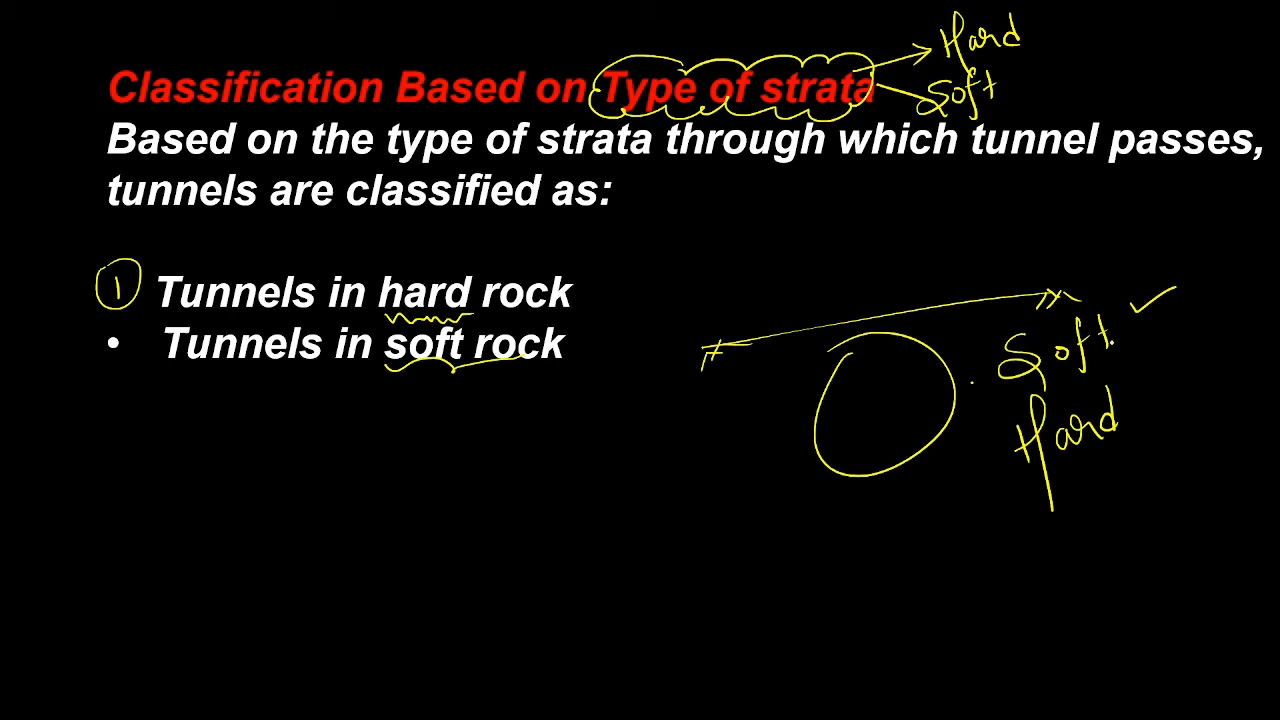 Hard
Classification Based on Type of strata
Soft
Based on the type of strata through which tunnel passes,
tunnels are classified as:
1 Tunnels in hard rock
• Tunnels in soft rock
Soft
Hard